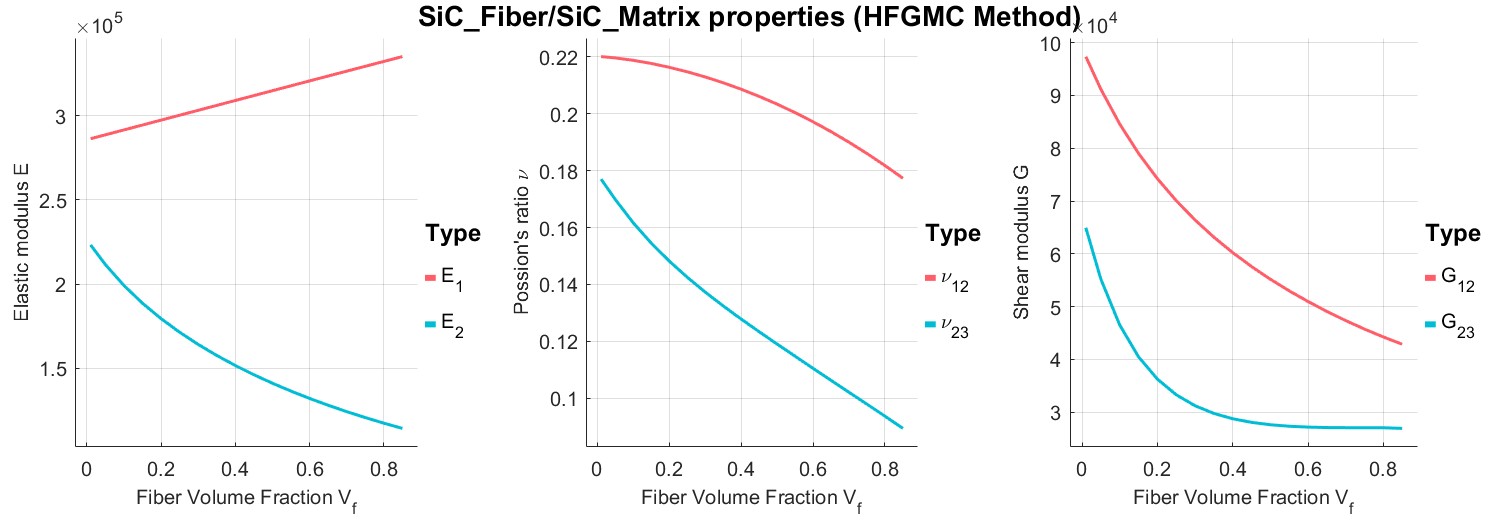 SiC_Fiber/SiC_Matrix properties (HFGMC Method)
×10^5
3
2.5
2
1.5
0 0.2 0.4 0.6 0.8
Elastic modulus E
Fiber Volume Fraction V_f
Type
E_1
E_2
0.22
0.2
0.18
0.16
0.14
0.12
0.1
0 0.2 0.4 0.6 0.8
Possion's ratio ν
Fiber Volume Fraction V_f
Type
ν_12
ν_23
×10^4
10
9
8
7
6
5
4
3
0 0.2 0.4 0.6 0.8
Shear modulus G
Fiber Volume Fraction V_f
Type
G_12
G_23